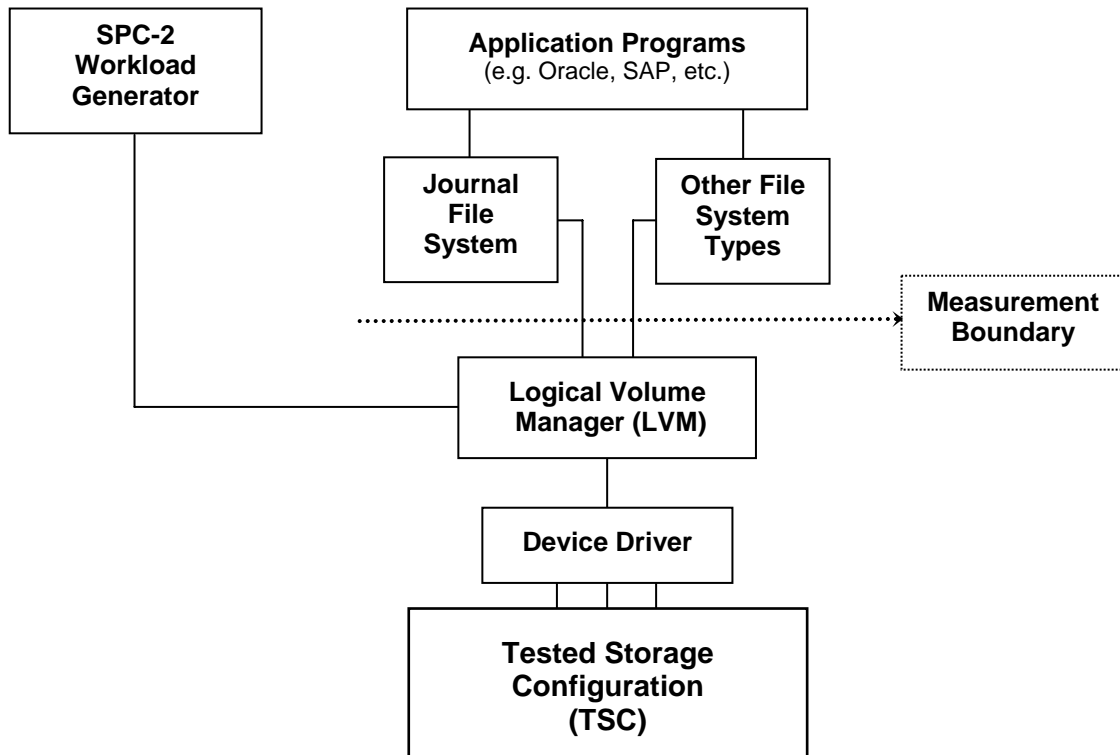 SPC-2
Workload
Generator
Application Programs
(e.g. Oracle, SAP, etc.)
Journal
File
System
Other File
System
Types
Measurement
Boundary
Logical Volume
Manager (LVM)
Device Driver
Tested Storage
Configuration
(TSC)